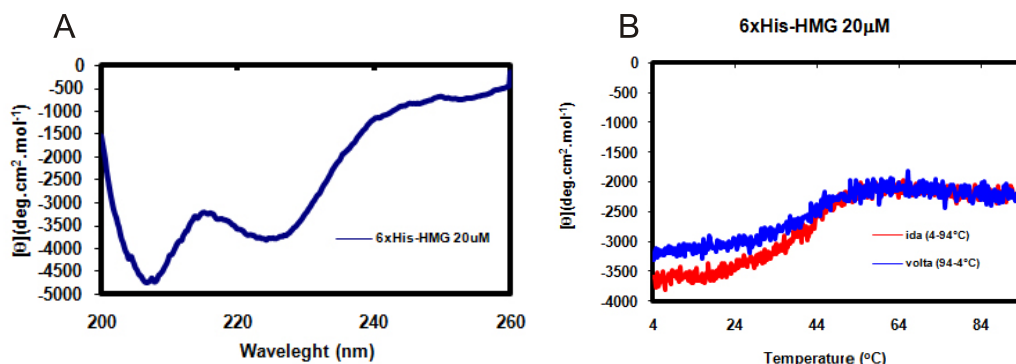 A
0
-500
-1000
-1500
-2000
-2500
-3000
-3500
-4000
-4500
-5000
[θ](deg.cm².mol⁻¹)
6xHis-HMG 20uM
200 220 240 260
Waveleght (nm)
B
6xHis-HMG 20µM
0
-500
-1000
-1500
-2000
-2500
-3000
-3500
-4000
[θ](deg.cm².mol⁻¹)
ida (4-94°C)
volta (94-4°C)
4 24 44 64 84
Temperature (ºC)